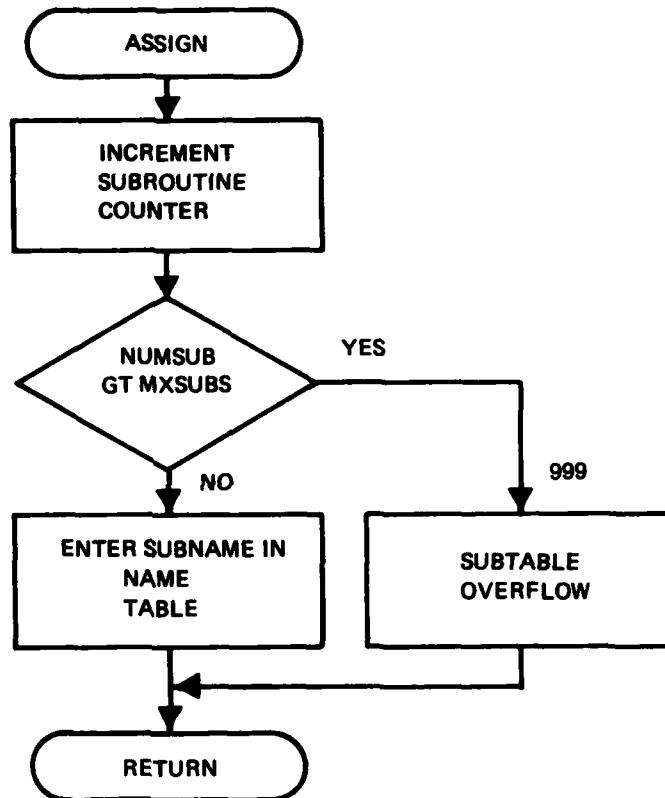 ASSIGN
INCREMENT
SUBROUTINE
COUNTER
NUMSUB
GT MXSUBS
YES
NO
999
ENTER SUBNAME IN
NAME
TABLE
SUBTABLE
OVERFLOW
RETURN